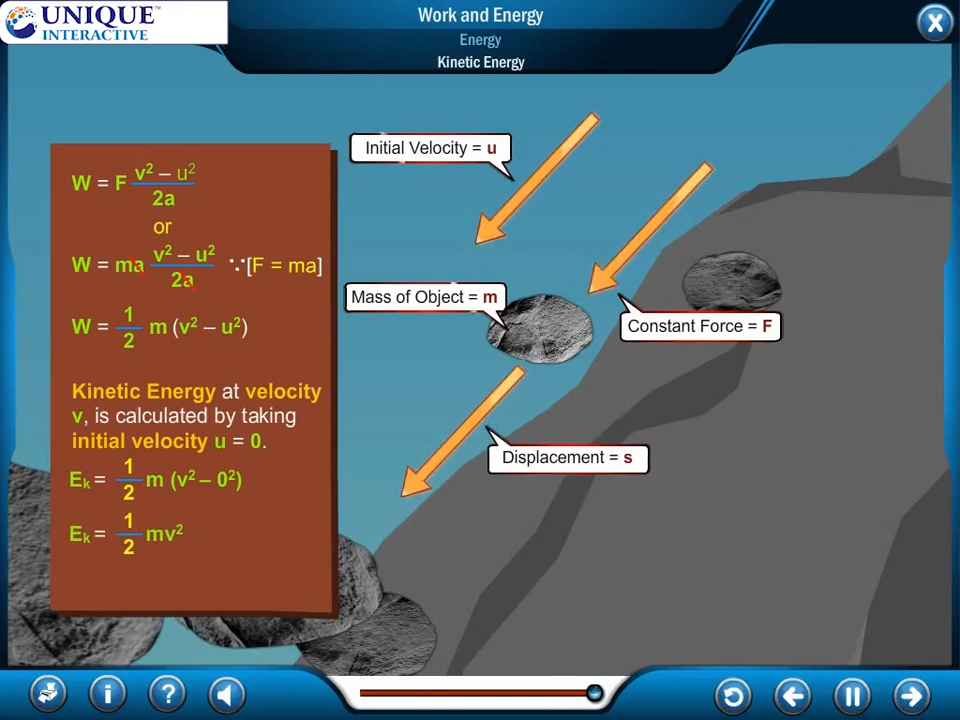 UNIQUE™
INTERACTIVE
Work and Energy
Energy
Kinetic Energy
X
W = F (v² – u²)/2a
or
W = ma (v² – u²)/2a ∵[F = ma]
W = 1/2 m (v² – u²)
Kinetic Energy at velocity
v, is calculated by taking
initial velocity u = 0.
Eₖ = 1/2 m (v² – 0²)
Eₖ = 1/2 mv²
Initial Velocity = u
Mass of Object = m
Constant Force = F
Displacement = s
i
?